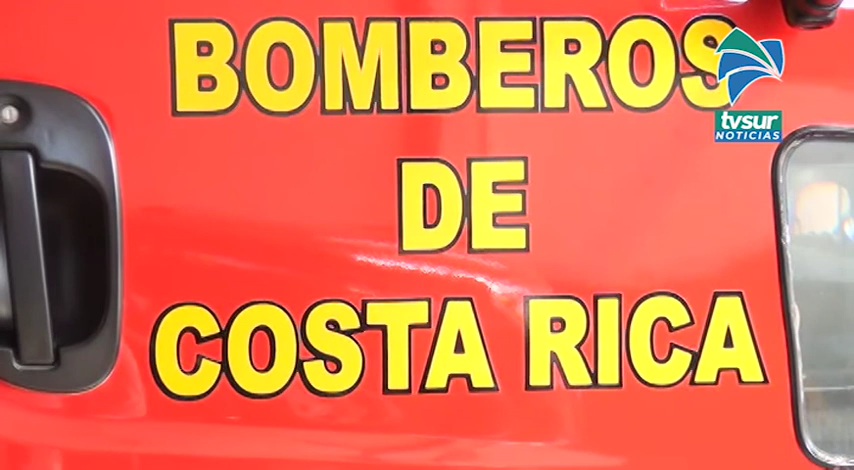 BOMBEROS
DE
COSTA RICA
tvsur
NOTICIAS